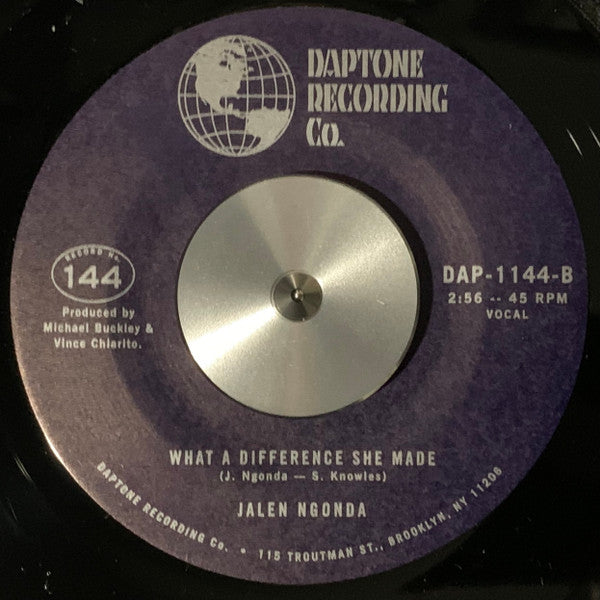 DAPTONE
RECORDING
Co.
RECORD No.
144
Produced by
Michael Buckley &
Vince Chiarito.
DAP-1144-B
2:56 -- 45 RPM
VOCAL
WHAT A DIFFERENCE SHE MADE
(J. Ngonda — S. Knowles)
JALEN NGONDA
DAPTONE RECORDING Co. • 115 TROUTMAN ST., BROOKLYN, NY 11206